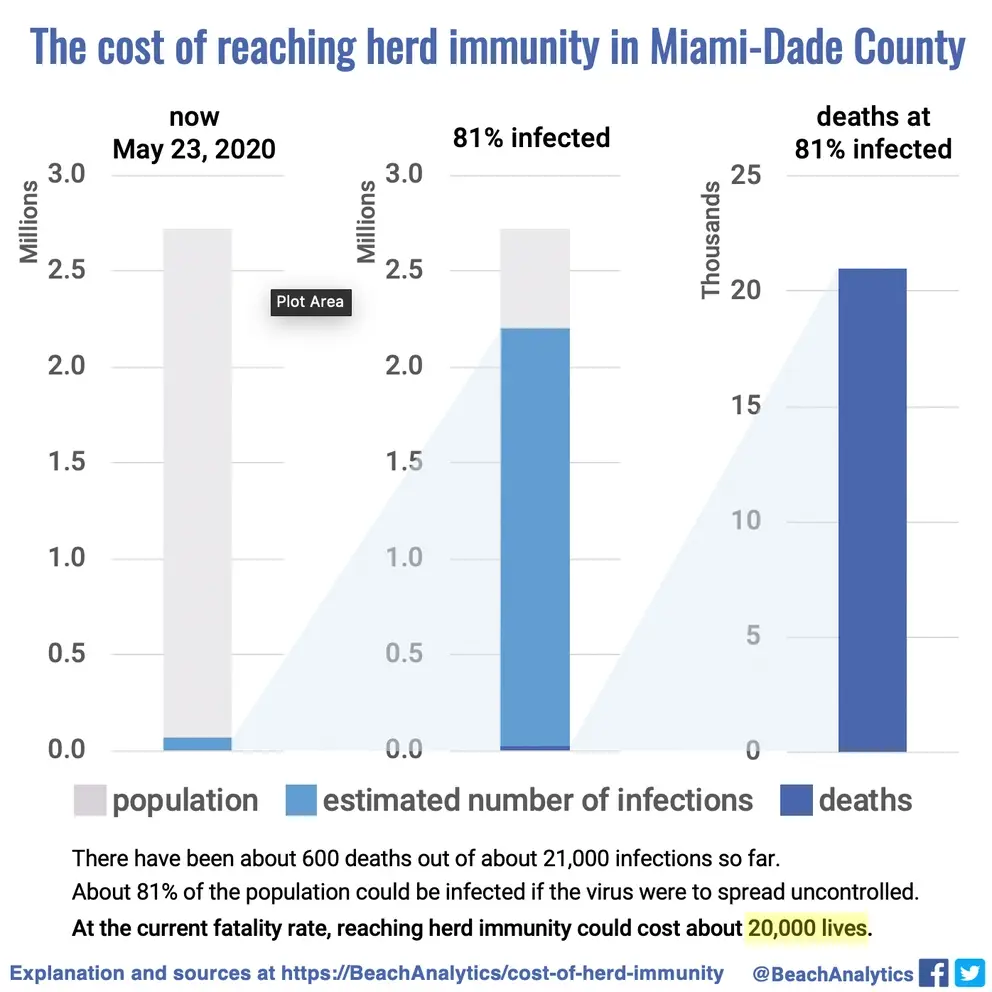 The cost of reaching herd immunity in Miami-Dade County
now
May 23, 2020
81% infected
deaths at
81% infected
Millions
3.0
2.5
2.0
1.5
1.0
0.5
0.0
Plot Area
Millions
3.0
2.5
2.0
1.5
1.0
0.5
0.0
Thousands
25
20
15
10
5
0
population
estimated number of infections
deaths
There have been about 600 deaths out of about 21,000 infections so far.
About 81% of the population could be infected if the virus were to spread uncontrolled.
At the current fatality rate, reaching herd immunity could cost about 20,000 lives.
Explanation and sources at https://BeachAnalytics/cost-of-herd-immunity @BeachAnalytics